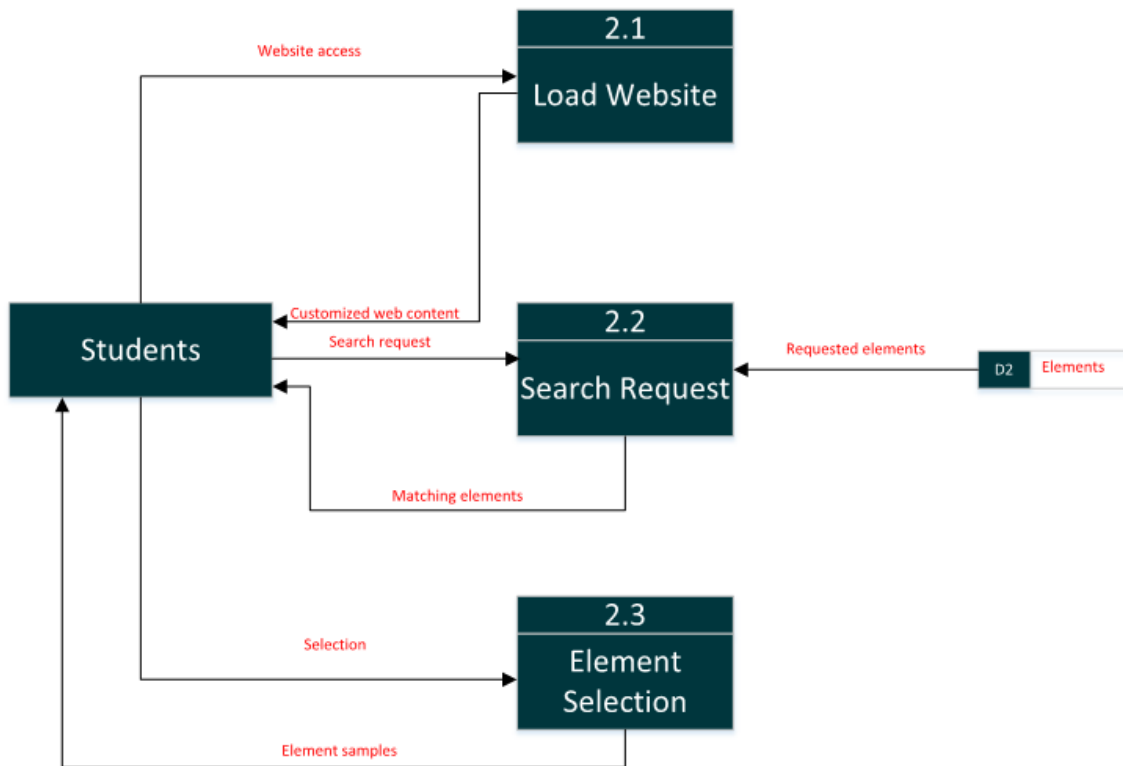 2.1
Website access
Load Website
Customized web content
2.2
Students
Search request
Requested elements
D2
Elements
Search Request
Matching elements
2.3
Selection
Element
Selection
Element samples